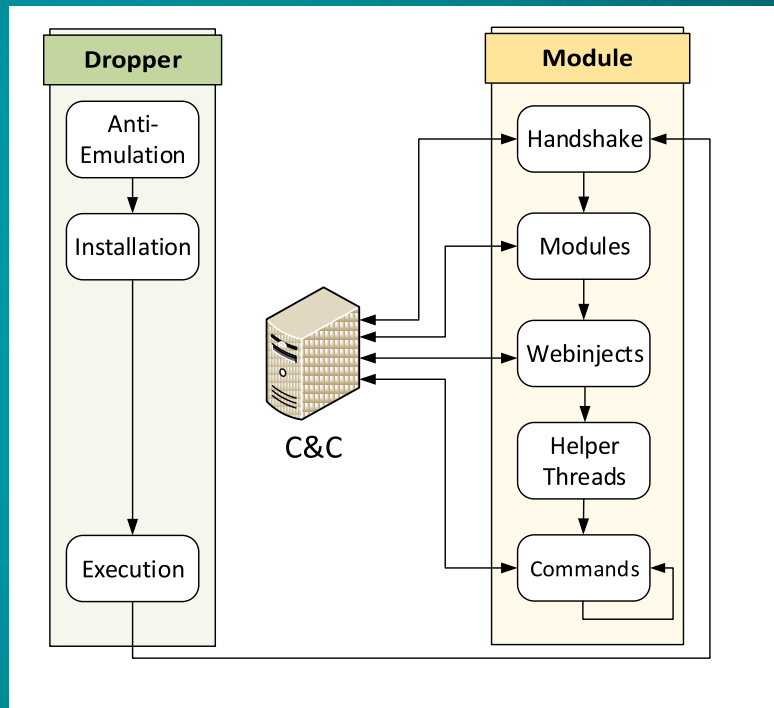 Dropper
Anti-
Emulation
Installation
Execution
C&C
Module
Handshake
Modules
Webinjects
Helper
Threads
Commands